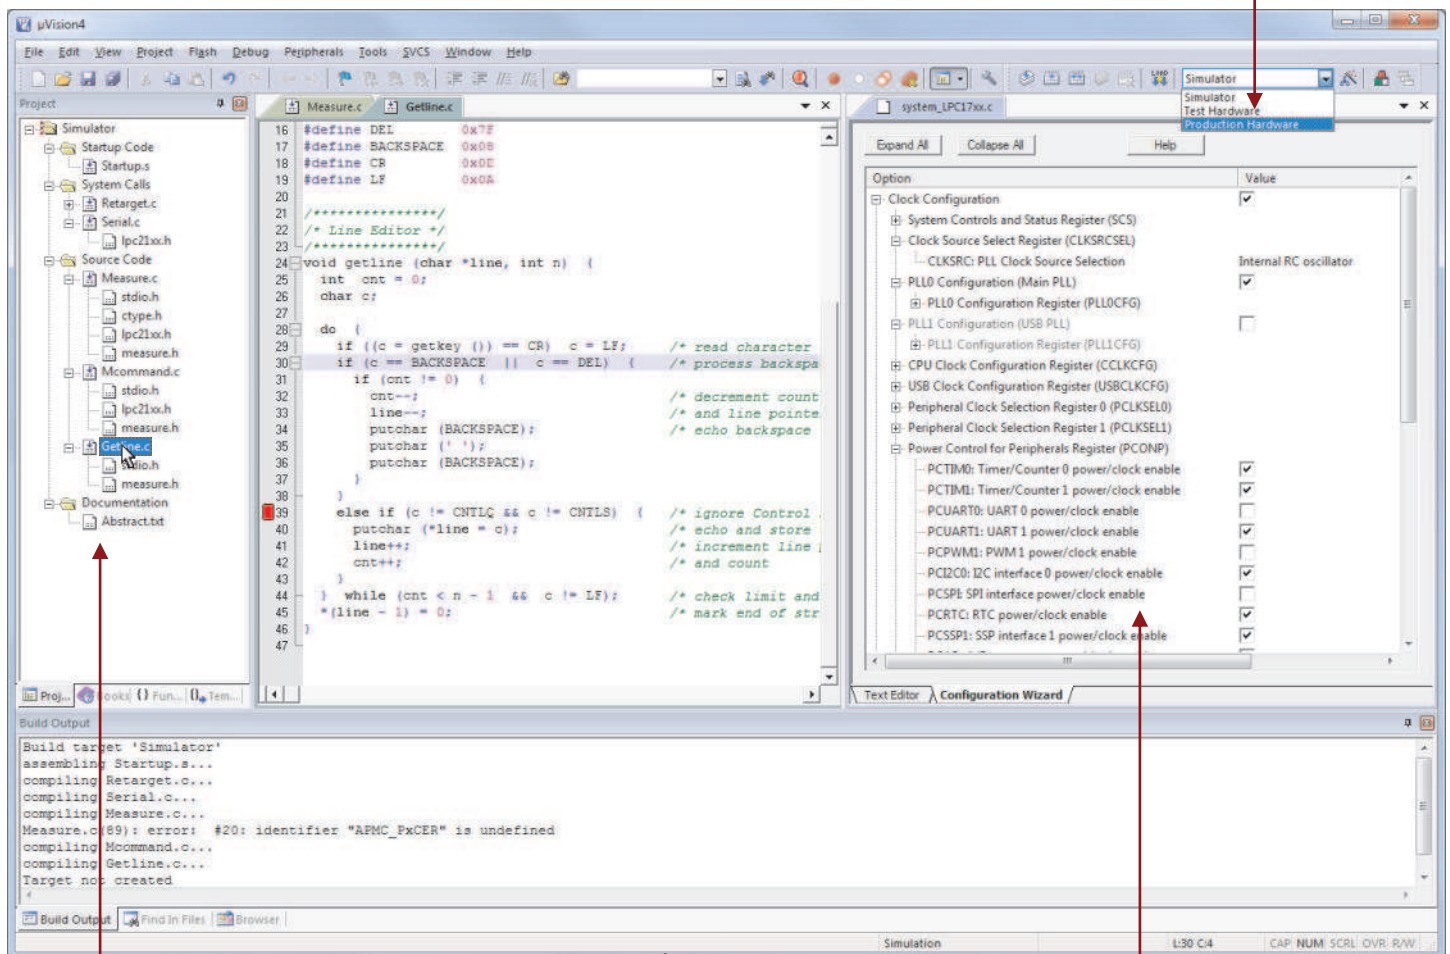 µVision4
File Edit View Project Flash Debug Peripherals Tools SVCS Window Help
Simulator
Simulator
Test Hardware
Production Hardware
Project
Simulator
Startup Code
Startup.s
System Calls
Retarget.c
Serial.c
lpc21xx.h
Source Code
Measure.c
stdio.h
ctype.h
lpc21xx.h
measure.h
Mcommand.c
stdio.h
lpc21xx.h
measure.h
Getline.c
stdio.h
measure.h
Documentation
Abstract.txt
Proj... Books {} Fun... Tem...
Measure.c Getline.c
16 #define DEL 0x7F
17 #define BACKSPACE 0x08
18 #define CR 0x0D
19 #define LF 0x0A
20
21 /***************/
22 /* Line Editor */
23 /***************/
24 void getline (char *line, int n) {
25 int cnt = 0;
26 char c;
27
28 do {
29 if ((c = getkey ()) == CR) c = LF; /* read character
30 if (c == BACKSPACE || c == DEL) { /* process backspa
31 if (cnt != 0) {
32 cnt--; /* decrement count
33 line--; /* and line pointe
34 putchar (BACKSPACE); /* echo backspace
35 putchar (' ');
36 putchar (BACKSPACE);
37 }
38 }
39 else if (c != CNTLQ && c != CNTLS) { /* ignore Control
40 putchar (*line = c); /* echo and store
41 line++; /* increment line
42 cnt++; /* and count
43 }
44 } while (cnt < n - 1 && c != LF); /* check limit and
45 *(line - 1) = 0; /* mark end of str
46 }
47
system_LPC17xx.c
Expand All Collapse All Help
Option Value
Clock Configuration
System Controls and Status Register (SCS)
Clock Source Select Register (CLKSRCSEL)
CLKSRC: PLL Clock Source Selection Internal RC oscillator
PLL0 Configuration (Main PLL)
PLL0 Configuration Register (PLL0CFG)
PLL1 Configuration (USB PLL)
PLL1 Configuration Register (PLL1CFG)
CPU Clock Configuration Register (CCLKCFG)
USB Clock Configuration Register (USBCLKCFG)
Peripheral Clock Selection Register 0 (PCLKSEL0)
Peripheral Clock Selection Register 1 (PCLKSEL1)
Power Control for Peripherals Register (PCONP)
PCTIM0: Timer/Counter 0 power/clock enable
PCTIM1: Timer/Counter 1 power/clock enable
PCUART0: UART 0 power/clock enable
PCUART1: UART 1 power/clock enable
PCPWM1: PWM 1 power/clock enable
PCI2C0: I2C interface 0 power/clock enable
PCSPI: SPI interface power/clock enable
PCRTC: RTC power/clock enable
PCSSP1: SSP interface 1 power/clock enable
Text Editor Configuration Wizard
Build Output
Build target 'Simulator'
assembling Startup.s...
compiling Retarget.c...
compiling Serial.c...
compiling Measure.c...
Measure.c(89): error: #20: identifier "APMC_PxCER" is undefined
compiling Mcommand.c...
compiling Getline.c...
Target not created
Build Output Find In Files Browser
Simulation L:30 C:4 CAP NUM SCRL OVR R/W